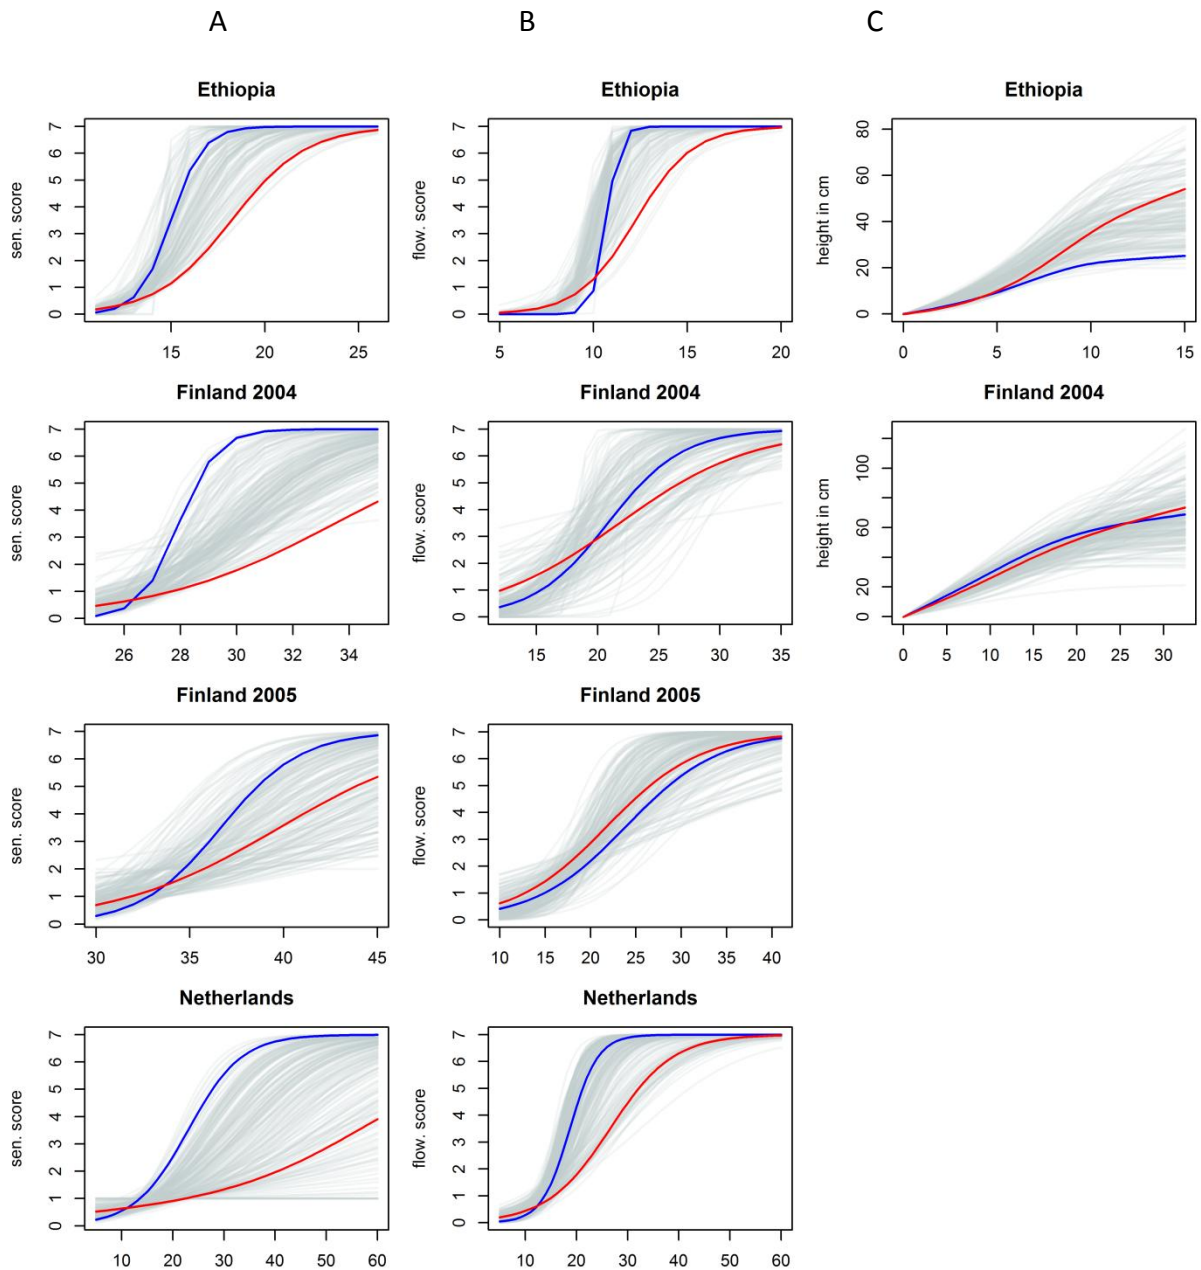 A B C
Ethiopia Ethiopia Ethiopia
sen. score 0 1 2 3 4 5 6 7
15 20 25
flow. score 0 1 2 3 4 5 6 7
5 10 15 20
height in cm 0 20 40 60 80
0 5 10 15
Finland 2004 Finland 2004 Finland 2004
sen. score 0 1 2 3 4 5 6 7
26 28 30 32 34
flow. score 0 1 2 3 4 5 6 7
15 20 25 30 35
height in cm 0 20 60 100
0 5 10 15 20 25 30
Finland 2005 Finland 2005
sen. score 0 1 2 3 4 5 6 7
30 35 40 45
flow. score 0 1 2 3 4 5 6 7
10 15 20 25 30 35 40
Netherlands Netherlands
sen. score 0 1 2 3 4 5 6 7
10 20 30 40 50 60
flow. score 0 1 2 3 4 5 6 7
10 20 30 40 50 60